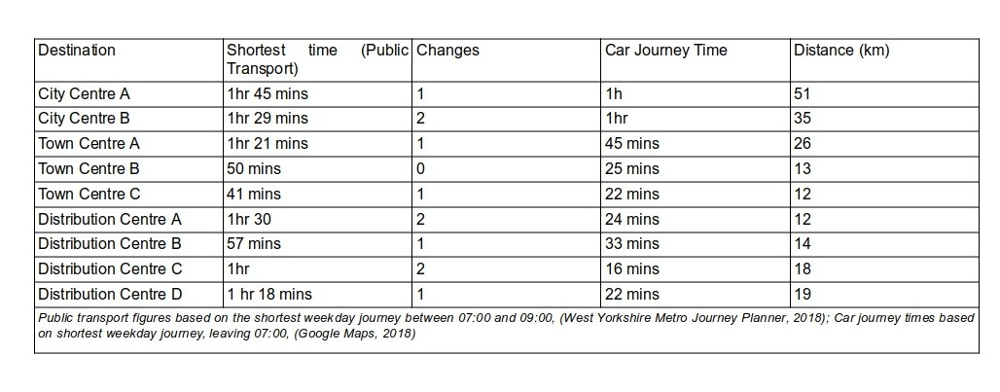 Destination Shortest time (Public Transport) Changes Car Journey Time Distance (km)
City Centre A 1hr 45 mins 1 1h 51
City Centre B 1hr 29 mins 2 1hr 35
Town Centre A 1hr 21 mins 1 45 mins 26
Town Centre B 50 mins 0 25 mins 13
Town Centre C 41 mins 1 22 mins 12
Distribution Centre A 1hr 30 2 24 mins 12
Distribution Centre B 57 mins 1 33 mins 14
Distribution Centre C 1hr 2 16 mins 18
Distribution Centre D 1 hr 18 mins 1 22 mins 19
Public transport figures based on the shortest weekday journey between 07:00 and 09:00, (West Yorkshire Metro Journey Planner, 2018); Car journey times based
on shortest weekday journey, leaving 07:00, (Google Maps, 2018)